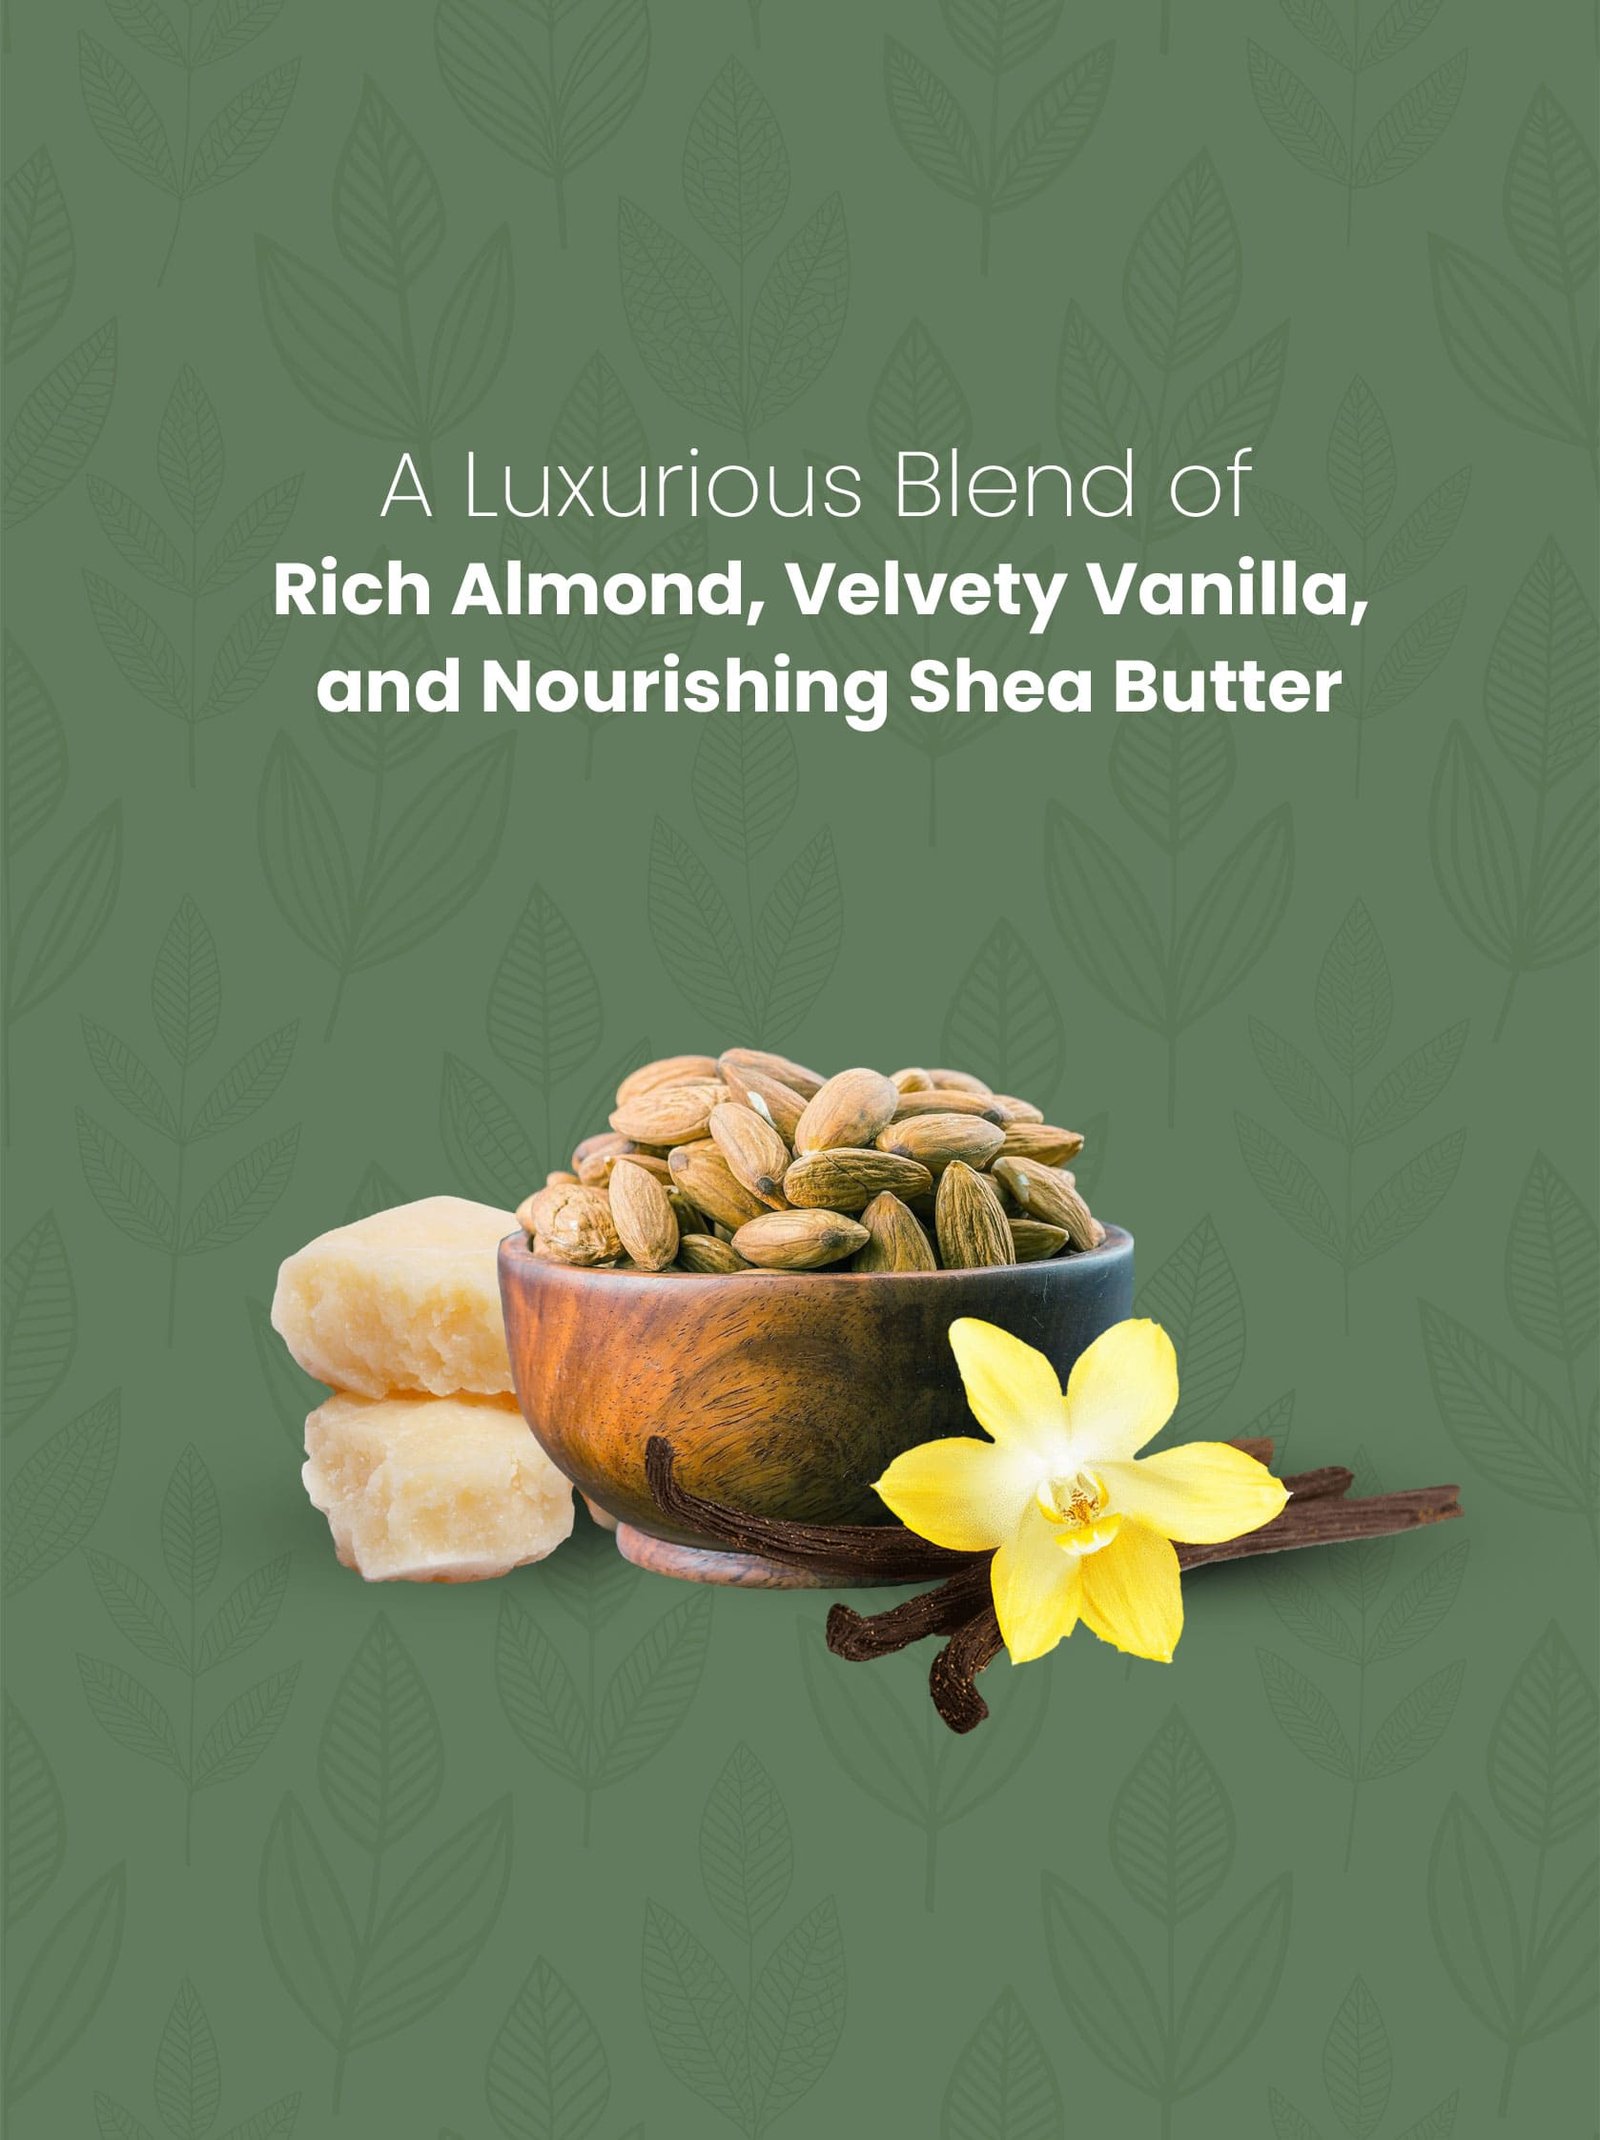 A Luxurious Blend of
Rich Almond, Velvety Vanilla,
and Nourishing Shea Butter